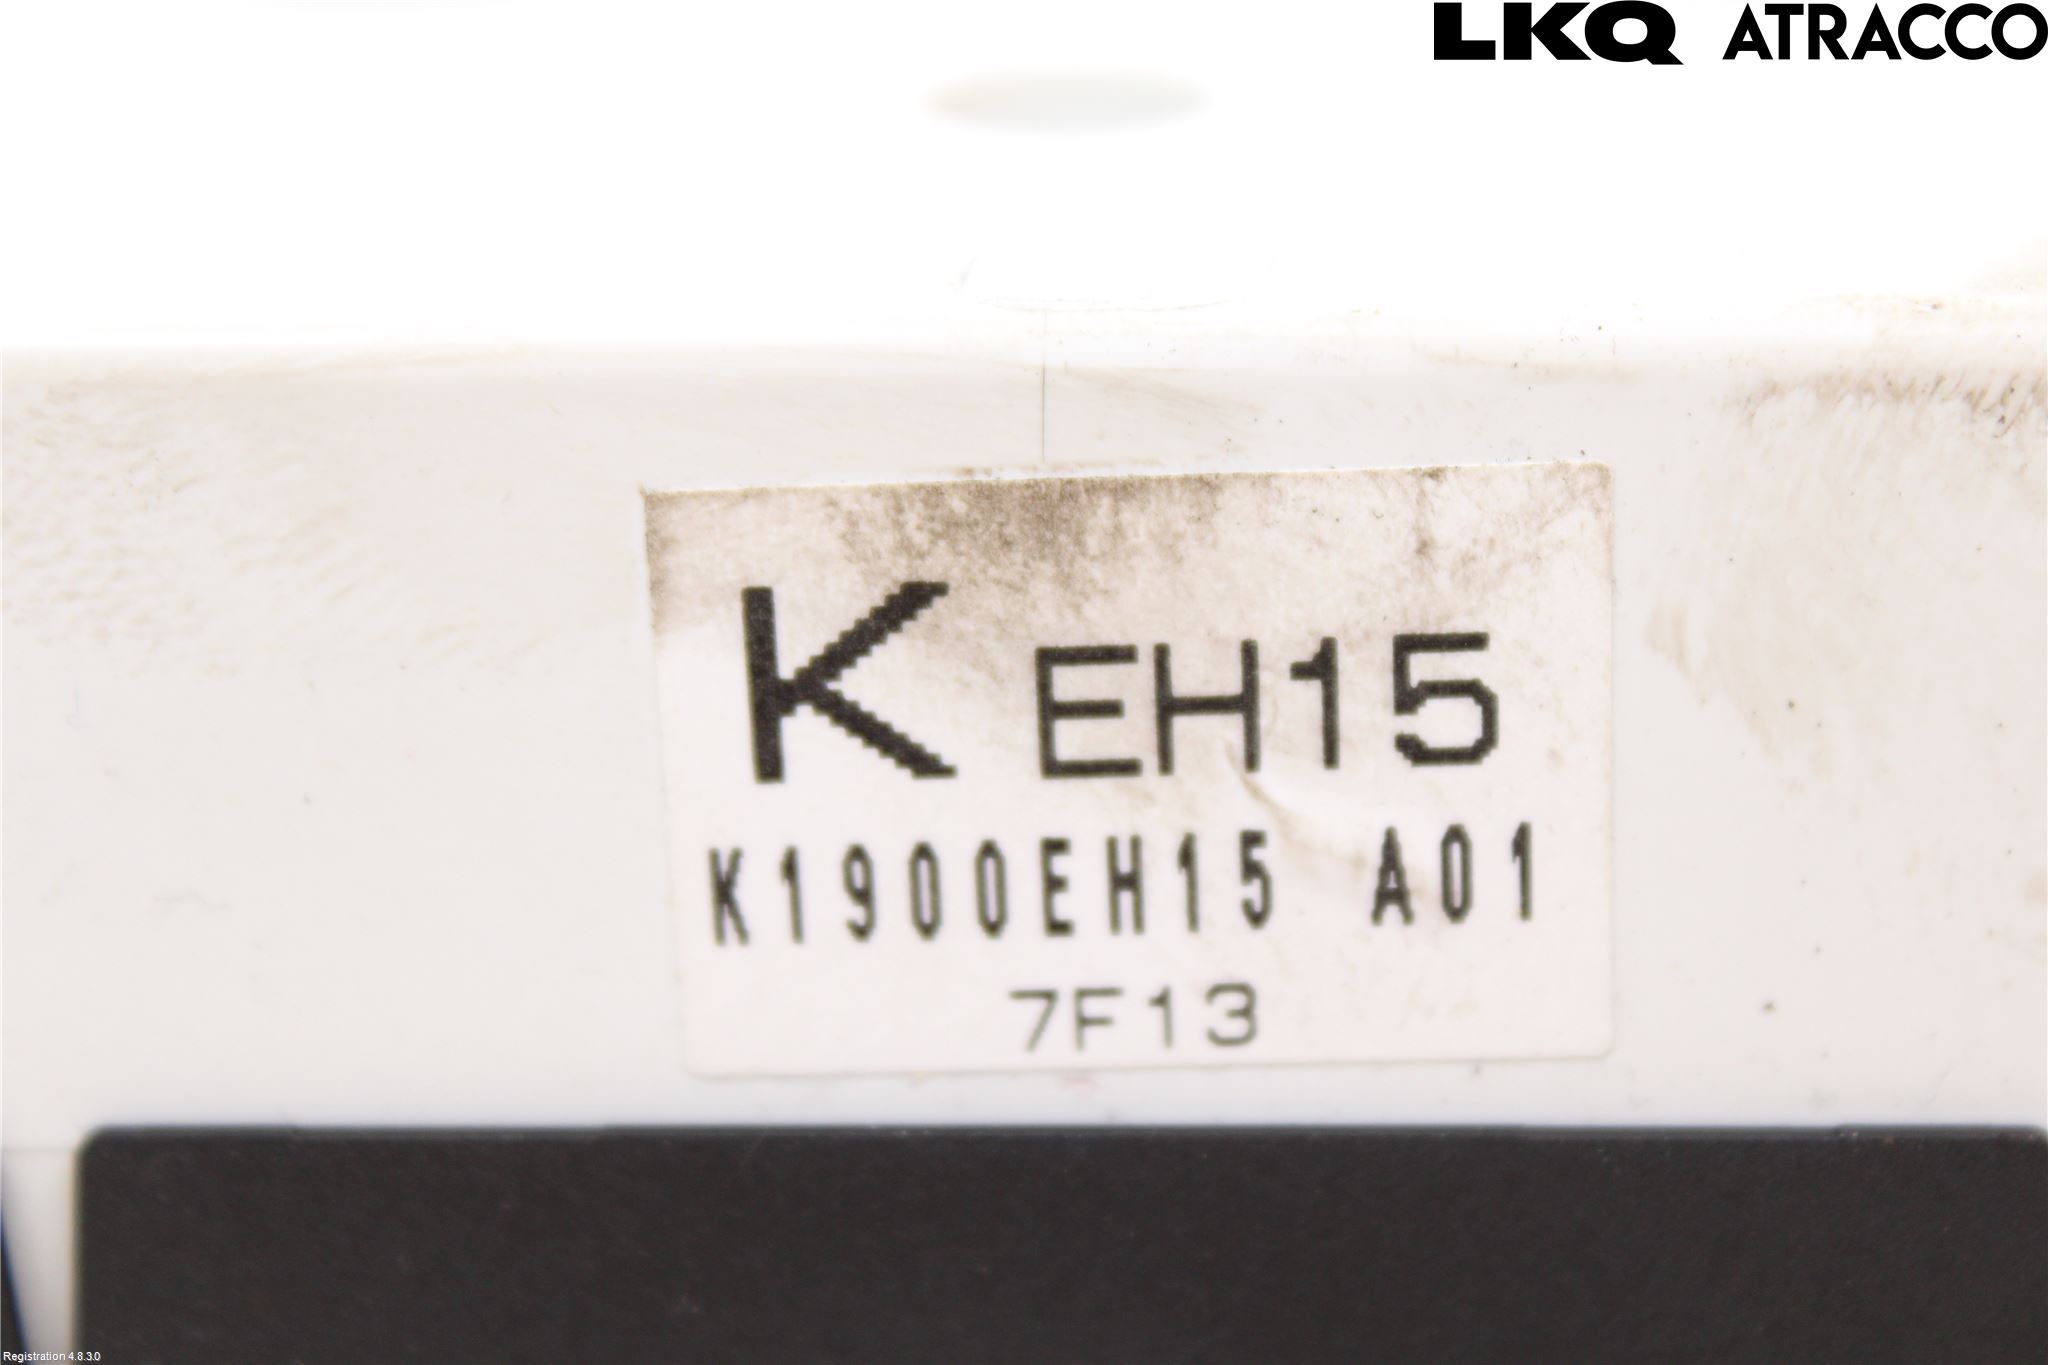 LKQ ATRACCO
K EH15
K1900EH15 A01
7F13
Registration 4.8.3.0